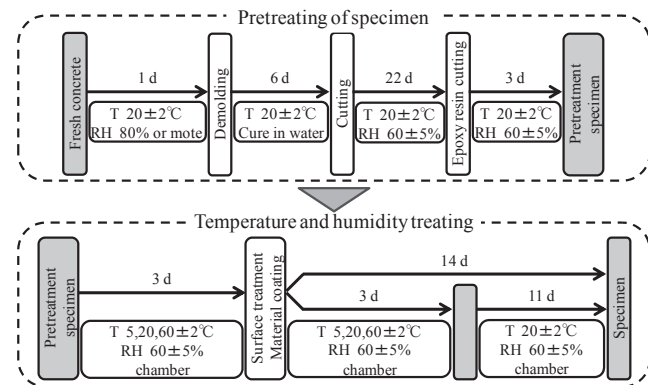 Pretreating of specimen
Fresh concrete
1 d
T 20±2℃
RH 80% or mote
Demolding
6 d
T 20±2℃
Cure in water
Cutting
22 d
T 20±2℃
RH 60±5%
Epoxy resin cutting
3 d
T 20±2℃
RH 60±5%
Pretreatment
specimen
Temperature and humidity treating
Pretreatment
specimen
3 d
T 5,20,60±2℃
RH 60±5%
chamber
Surface treatment
Material coating
14 d
3 d
T 5,20,60±2℃
RH 60±5%
chamber
11 d
T 20±2℃
RH 60±5%
chamber
Specimen